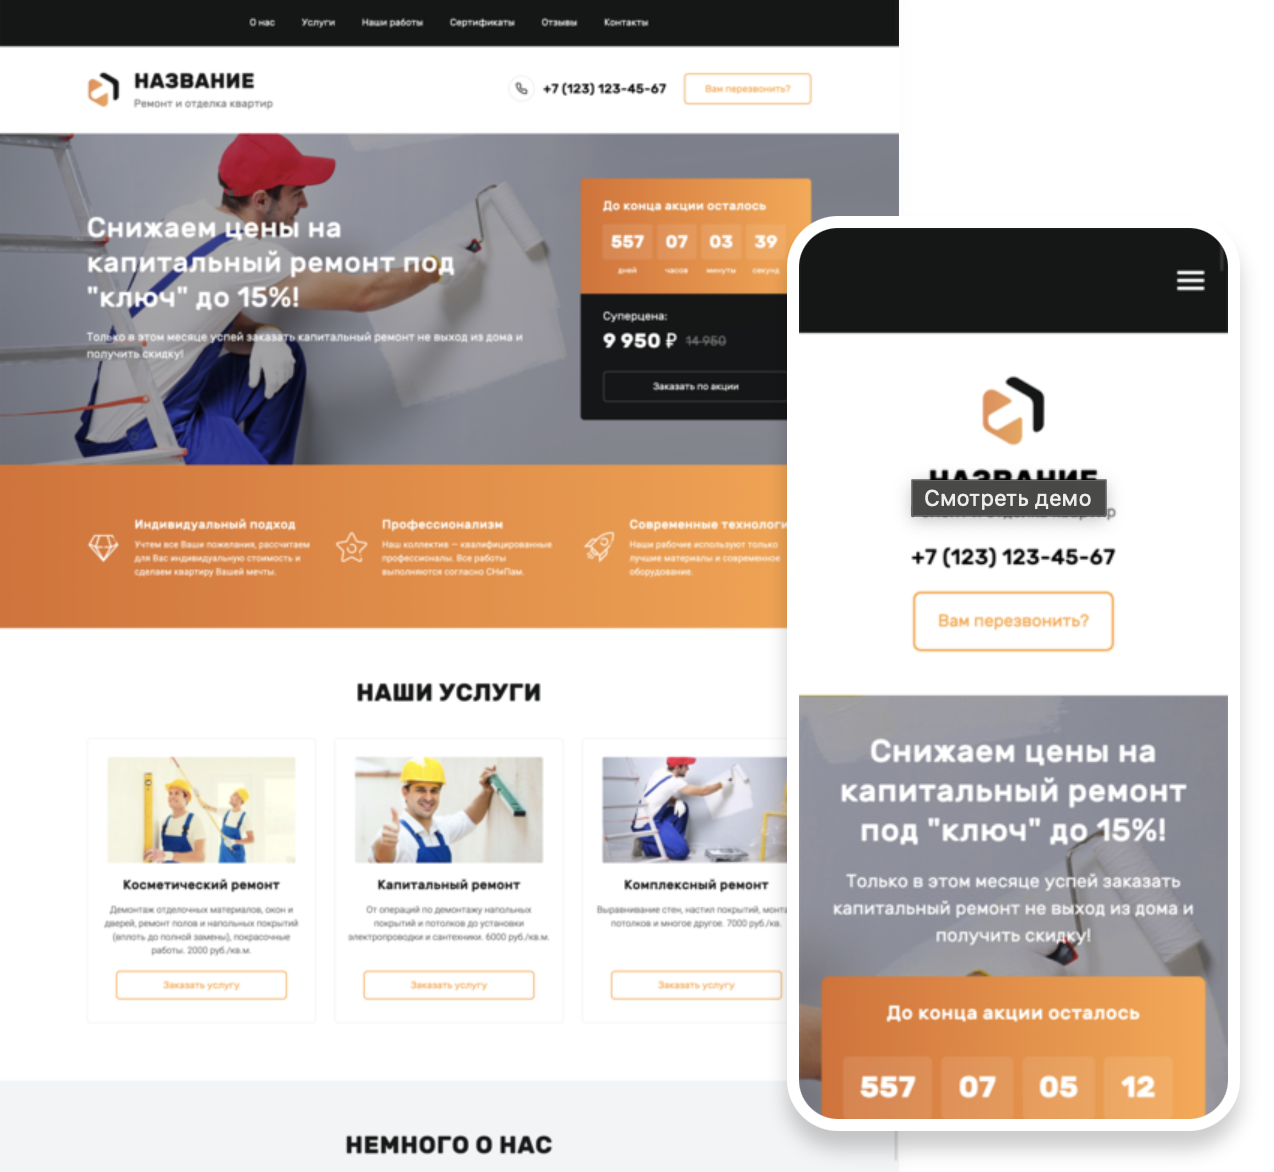 О нас Услуги Наши работы Сертификаты Отзывы Контакты
НАЗВАНИЕ
Ремонт и отделка квартир
+7 (123) 123-45-67
Вам перезвонить?
Снижаем цены на
капитальный ремонт под
"ключ" до 15%!
Только в этом месяце успей заказать капитальный ремонт не выход из дома и
получить скидку!
До конца акции осталось
557 07 03 39
дней часов минуты секунд
Суперцена:
9 950 ₽ 14 950
Заказать по акции
Индивидуальный подход
Учтем все Ваши пожелания, рассчитаем
для Вас индивидуальную стоимость и
сделаем квартиру Вашей мечты.
Профессионализм
Наш коллектив — квалифицированные
профессионалы. Все работы
выполняются согласно СНиПам.
Современные технологи
Наши рабочие используют только
лучшие материалы и современное
оборудование.
НАШИ УСЛУГИ
Косметический ремонт
Демонтаж отделочных материалов, окон и
дверей, ремонт полов и напольных покрытий
(вплоть до полной замены), покрасочные
работы. 2000 руб./кв.м.
Заказать услугу
Капитальный ремонт
От операций по демонтажу напольных
покрытий и потолков до установки
электропроводки и сантехники. 6000 руб./кв.м.
Заказать услугу
Комплексный ремонт
Выравнивание стен, настил покрытий, монта
потолков и многое другое. 7000 руб./кв.
Заказать услугу
НЕМНОГО О НАС
НАЗВАНИЕ
Смотреть демо
+7 (123) 123-45-67
Вам перезвонить?
Снижаем цены на
капитальный ремонт
под "ключ" до 15%!
Только в этом месяце успей заказать
капитальный ремонт не выход из дома и
получить скидку!
До конца акции осталось
557 07 05 12